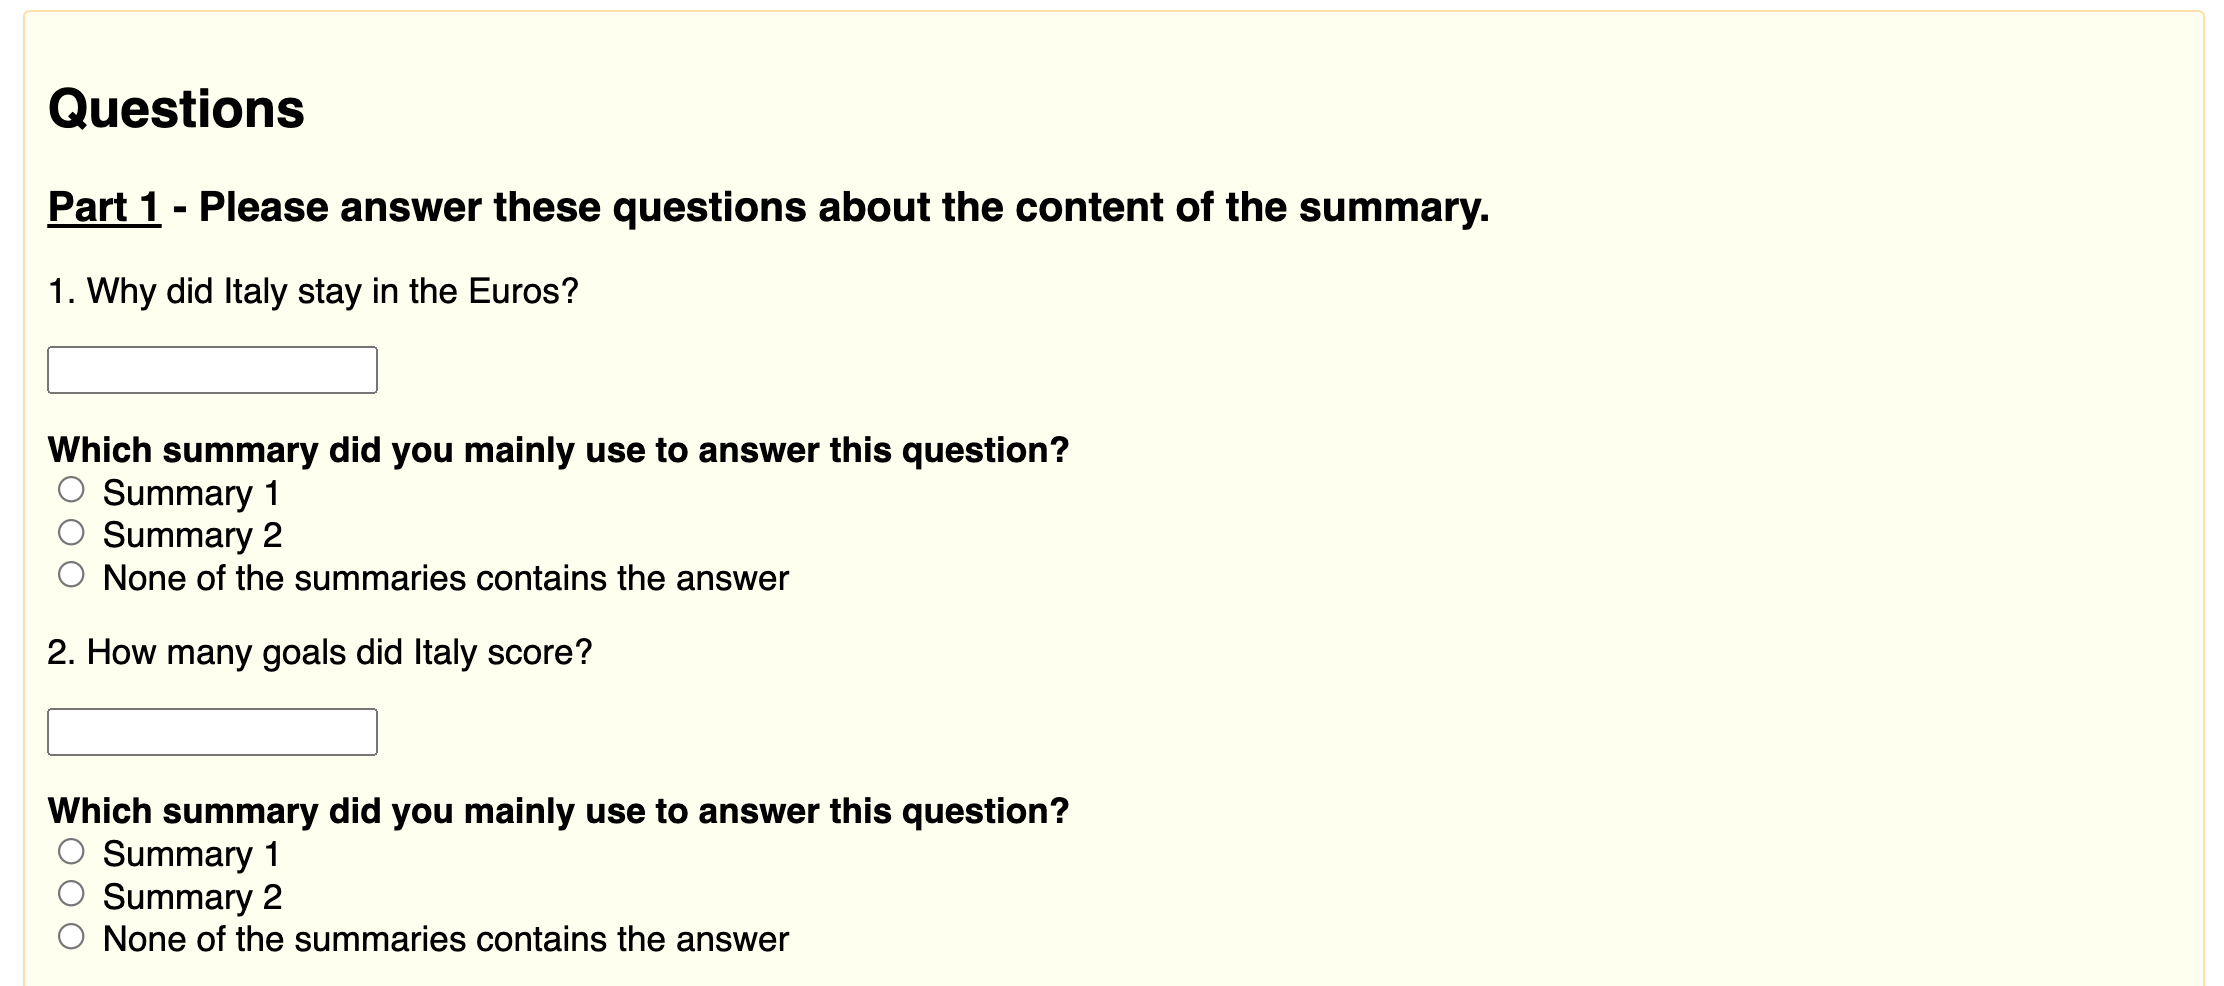 Questions
Part 1 - Please answer these questions about the content of the summary.
1. Why did Italy stay in the Euros?
Which summary did you mainly use to answer this question?
Summary 1
Summary 2
None of the summaries contains the answer
2. How many goals did Italy score?
Which summary did you mainly use to answer this question?
Summary 1
Summary 2
None of the summaries contains the answer